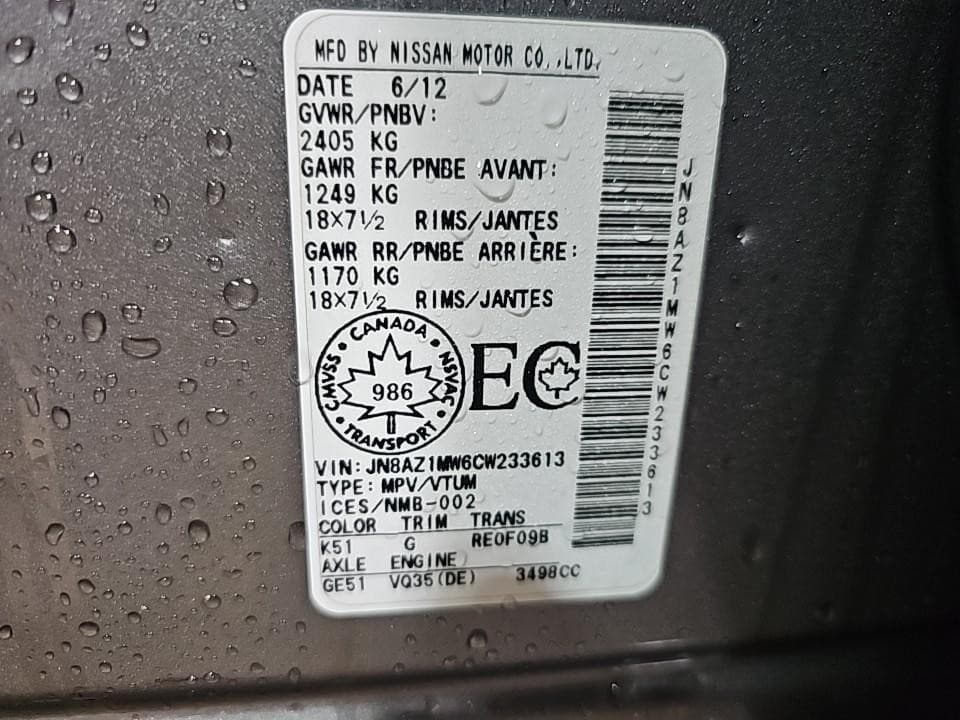 MFD BY NISSAN MOTOR CO.,LTD.
DATE 6/12
GVWR/PNBV:
2405 KG
GAWR FR/PNBE AVANT:
1249 KG
18×7½ RIMS/JANTES
GAWR RR/PNBE ARRIÈRE:
1170 KG
18×7½ RIMS/JANTES
CANADA
CMVSS
NSVAC
986
TRANSPORT
EC
VIN:JN8AZ1MW6CW233613
TYPE:MPV/VTUM
ICES/NMB-002
COLOR TRIM TRANS
K51 G RE0F09B
AXLE ENGINE
GE51 VQ35(DE) 3498CC
JN8AZ1MW6CW233613